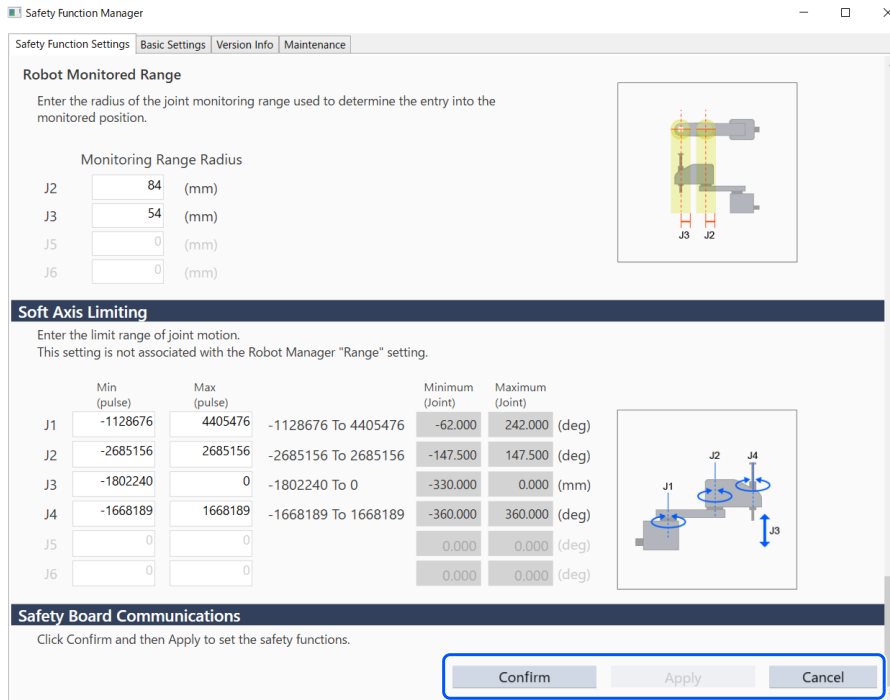 Safety Function Manager
Safety Function Settings Basic Settings Version Info Maintenance
Robot Monitored Range
Enter the radius of the joint monitoring range used to determine the entry into the
monitored position.
Monitoring Range Radius
J2 84 (mm)
J3 54 (mm)
J5 0 (mm)
J6 0 (mm)
J3 J2
Soft Axis Limiting
Enter the limit range of joint motion.
This setting is not associated with the Robot Manager "Range" setting.
Min Max Minimum Maximum
(pulse) (pulse) (Joint) (Joint)
J1 -1128676 4405476 -1128676 To 4405476 -62.000 242.000 (deg)
J2 -2685156 2685156 -2685156 To 2685156 -147.500 147.500 (deg)
J3 -1802240 0 -1802240 To 0 -330.000 0.000 (mm)
J4 -1668189 1668189 -1668189 To 1668189 -360.000 360.000 (deg)
J5 0 0 0.000 0.000 (deg)
J6 0 0 0.000 0.000 (deg)
J2 J4
J1
J3
Safety Board Communications
Click Confirm and then Apply to set the safety functions.
Confirm Apply Cancel